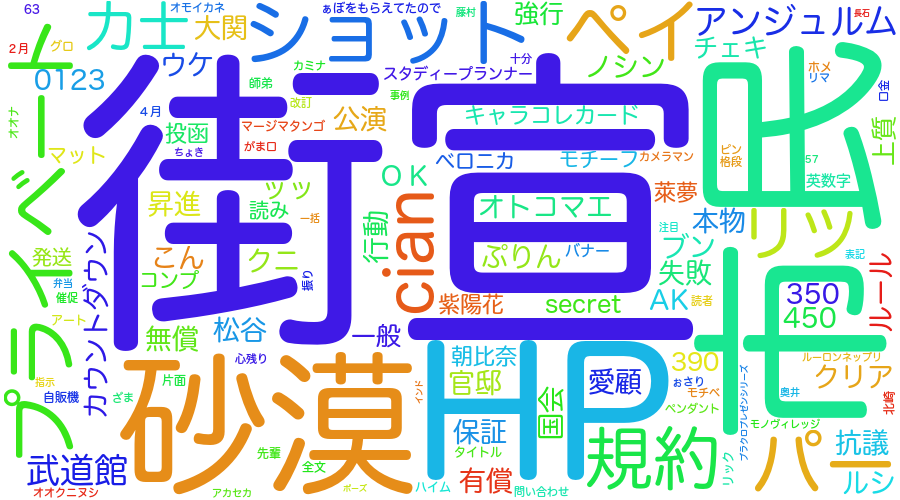 63
オモイカネ
ぁぼをもらえてたので
藤村
強行
ペイ
アンジュルム
長石
2月
グロ
力士
大関
ショット
十分
チェキ
ウケ
カミナ
スタディープランナー
ノシン
ホメ
リマ
口金
0123
師弟
事例
街宣
4月
改訂
キャラコレカード
オオナ
投函
マージマタンゴ
公演
上質
マット
ちょき
がま口
ベロニカ
モチーフ
カメラマン
ピン
格段
57
OK
ツッ
英数字
昇進
読み
一括
cian
オトコマエ
莱夢
本物
リツ
行動
注目
プライベート
発送
こん
クニ
ぷりん
バナー
ブン
表記
弁当
コンプ
振り
失敗
ルール
催促
カウントダウン
紫陽花
secret
AK
読者
350
アート
無償
松谷
一般
450
心残り
朝比奈
390
ルーロンネップリ
指示
自販機
ざま
片面
砂漠
HP
官邸
愛顧
ぉさり
モチベ
クリア
インド
ペンダント
奥井
北崎
国会
プラクロプレゼンシリーズ
モノヴィレッジ
保証
規約
抗議
武道館
先輩
全文
タイトル
パー
リック
オオクニヌシ
アカセカ
ポーズ
ハイム
有償
問い合わせ
ルシ